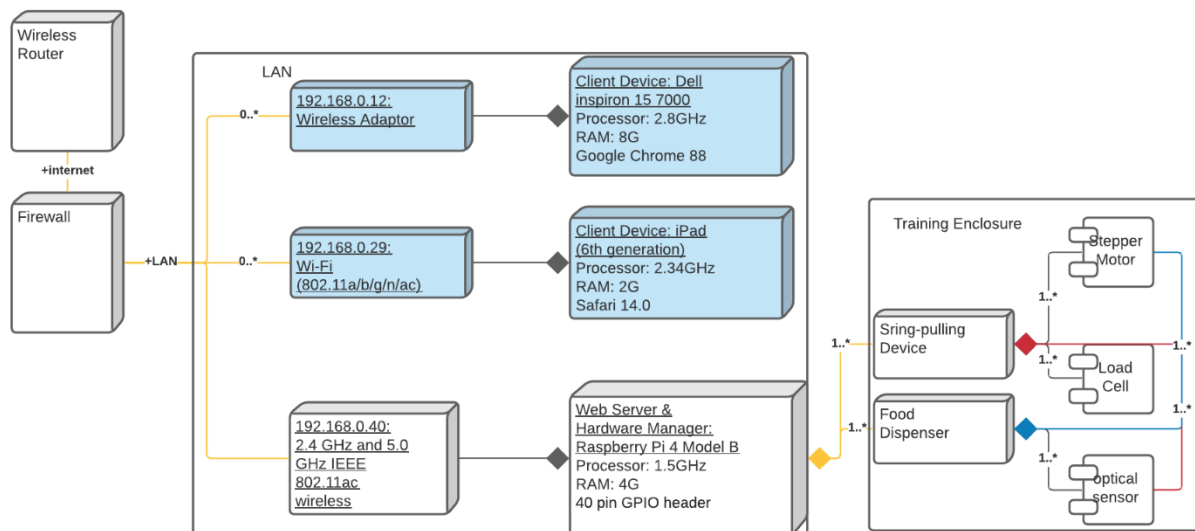 Wireless
Router
+internet
Firewall
+LAN
LAN
0..*
192.168.0.12:
Wireless Adaptor
Client Device: Dell
inspiron 15 7000
Processor: 2.8GHz
RAM: 8G
Google Chrome 88
0..*
192.168.0.29:
Wi-Fi
(802.11a/b/g/n/ac)
Client Device: iPad
(6th generation)
Processor: 2.34GHz
RAM: 2G
Safari 14.0
192.168.0.40:
2.4 GHz and 5.0
GHz IEEE
802.11ac
wireless
Web Server &
Hardware Manager:
Raspberry Pi 4 Model B
Processor: 1.5GHz
RAM: 4G
40 pin GPIO header
1..*
1..*
Training Enclosure
Sring-pulling
Device
Food
Dispenser
1..*
1..*
1..*
Stepper
Motor
Load
Cell
optical
sensor
1..*
1..*